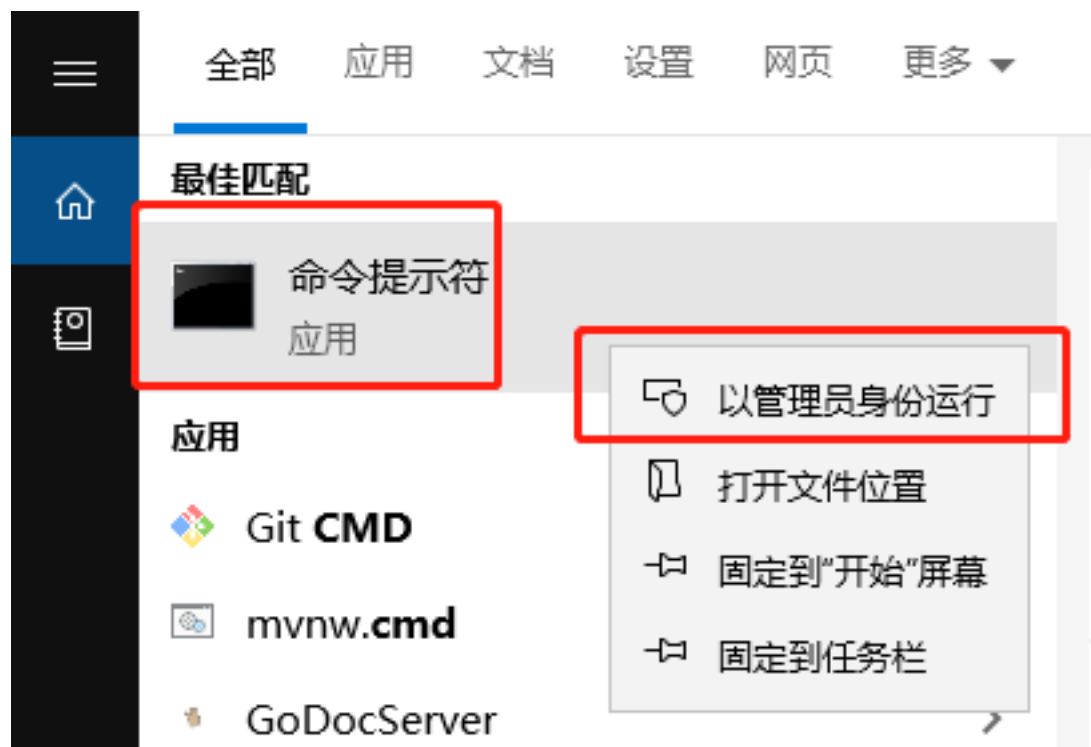 全部 应用 文档 设置 网页 更多
最佳匹配
命令提示符
应用
以管理员身份运行
应用
打开文件位置
Git CMD
固定到"开始"屏幕
mvnw.cmd
固定到任务栏
GoDocServer